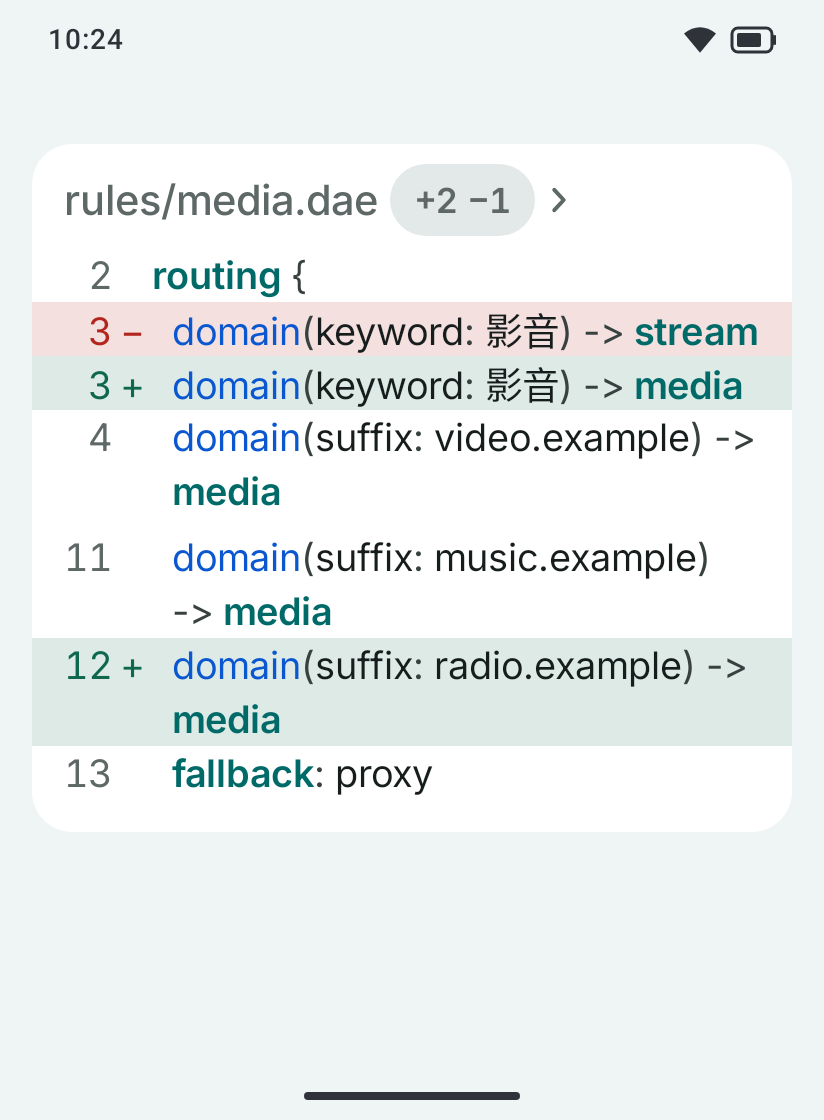 10:24
rules/media.dae +2 −1
2 routing {
3 − domain(keyword: 影音) -> stream
3 + domain(keyword: 影音) -> media
4 domain(suffix: video.example) ->
media
11 domain(suffix: music.example)
-> media
12 + domain(suffix: radio.example) ->
media
13 fallback: proxy